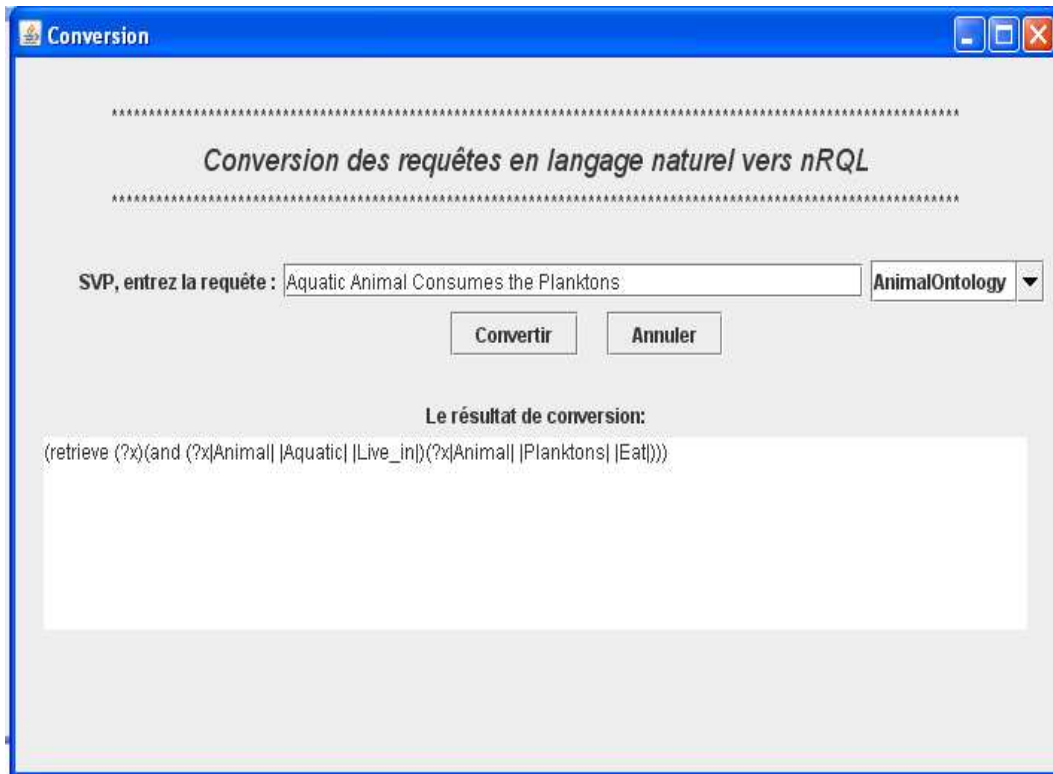 Conversion
******************************************************************************************************************
Conversion des requêtes en langage naturel vers nRQL
******************************************************************************************************************
SVP, entrez la requête : Aquatic Animal Consumes the Planktons AnimalOntology
Convertir Annuler
Le résultat de conversion:
(retrieve (?x)(and (?x|Animal| |Aquatic| |Live_in|)(?x|Animal| |Planktons| |Eat|)))